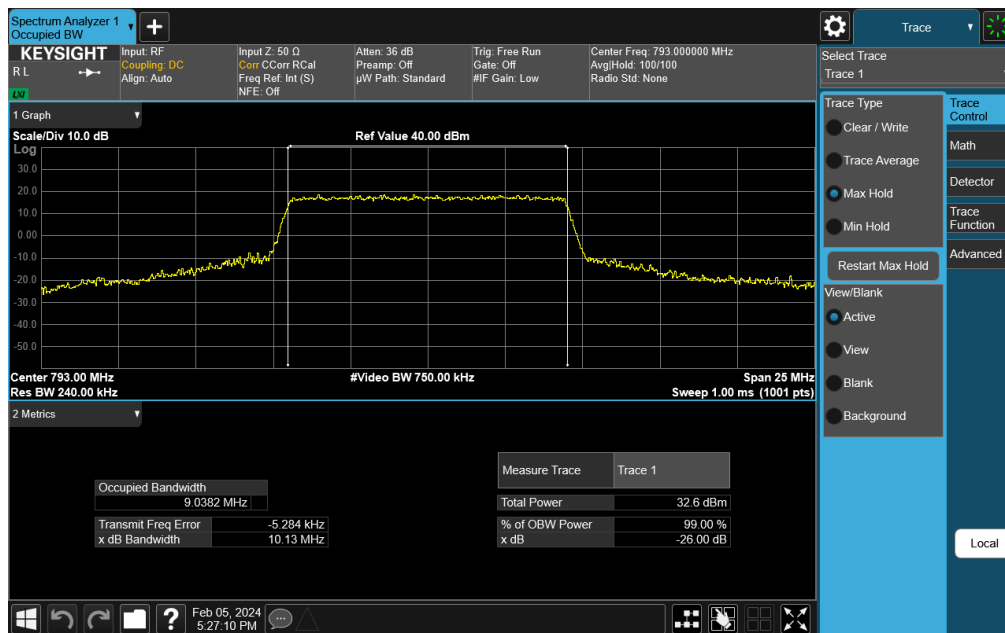 Spectrum Analyzer 1
Occupied BW
KEYSIGHT
R L
LXI
Input: RF
Coupling: DC
Align: Auto
Input Z: 50 Ω
Corr CCorr RCal
Freq Ref: Int (S)
NFE: Off
Atten: 36 dB
Preamp: Off
µW Path: Standard
Trig: Free Run
Gate: Off
#IF Gain: Low
Center Freq: 793.000000 MHz
Avg|Hold: 100/100
Radio Std: None
1 Graph
Scale/Div 10.0 dB
Ref Value 40.00 dBm
Log
30.0
20.0
10.0
0.00
-10.0
-20.0
-30.0
-40.0
-50.0
Center 793.00 MHz
#Video BW 750.00 kHz
Span 25 MHz
Res BW 240.00 kHz
Sweep 1.00 ms (1001 pts)
2 Metrics
Occupied Bandwidth
9.0382 MHz
Transmit Freq Error -5.284 kHz
x dB Bandwidth 10.13 MHz
Measure Trace Trace 1
Total Power 32.6 dBm
% of OBW Power 99.00 %
x dB -26.00 dB
Feb 05, 2024
5:27:10 PM
Trace
Select Trace
Trace 1
Trace Type
Clear / Write
Trace Average
Max Hold
Min Hold
Restart Max Hold
View/Blank
Active
View
Blank
Background
Trace
Control
Math
Detector
Trace
Function
Advanced
Local